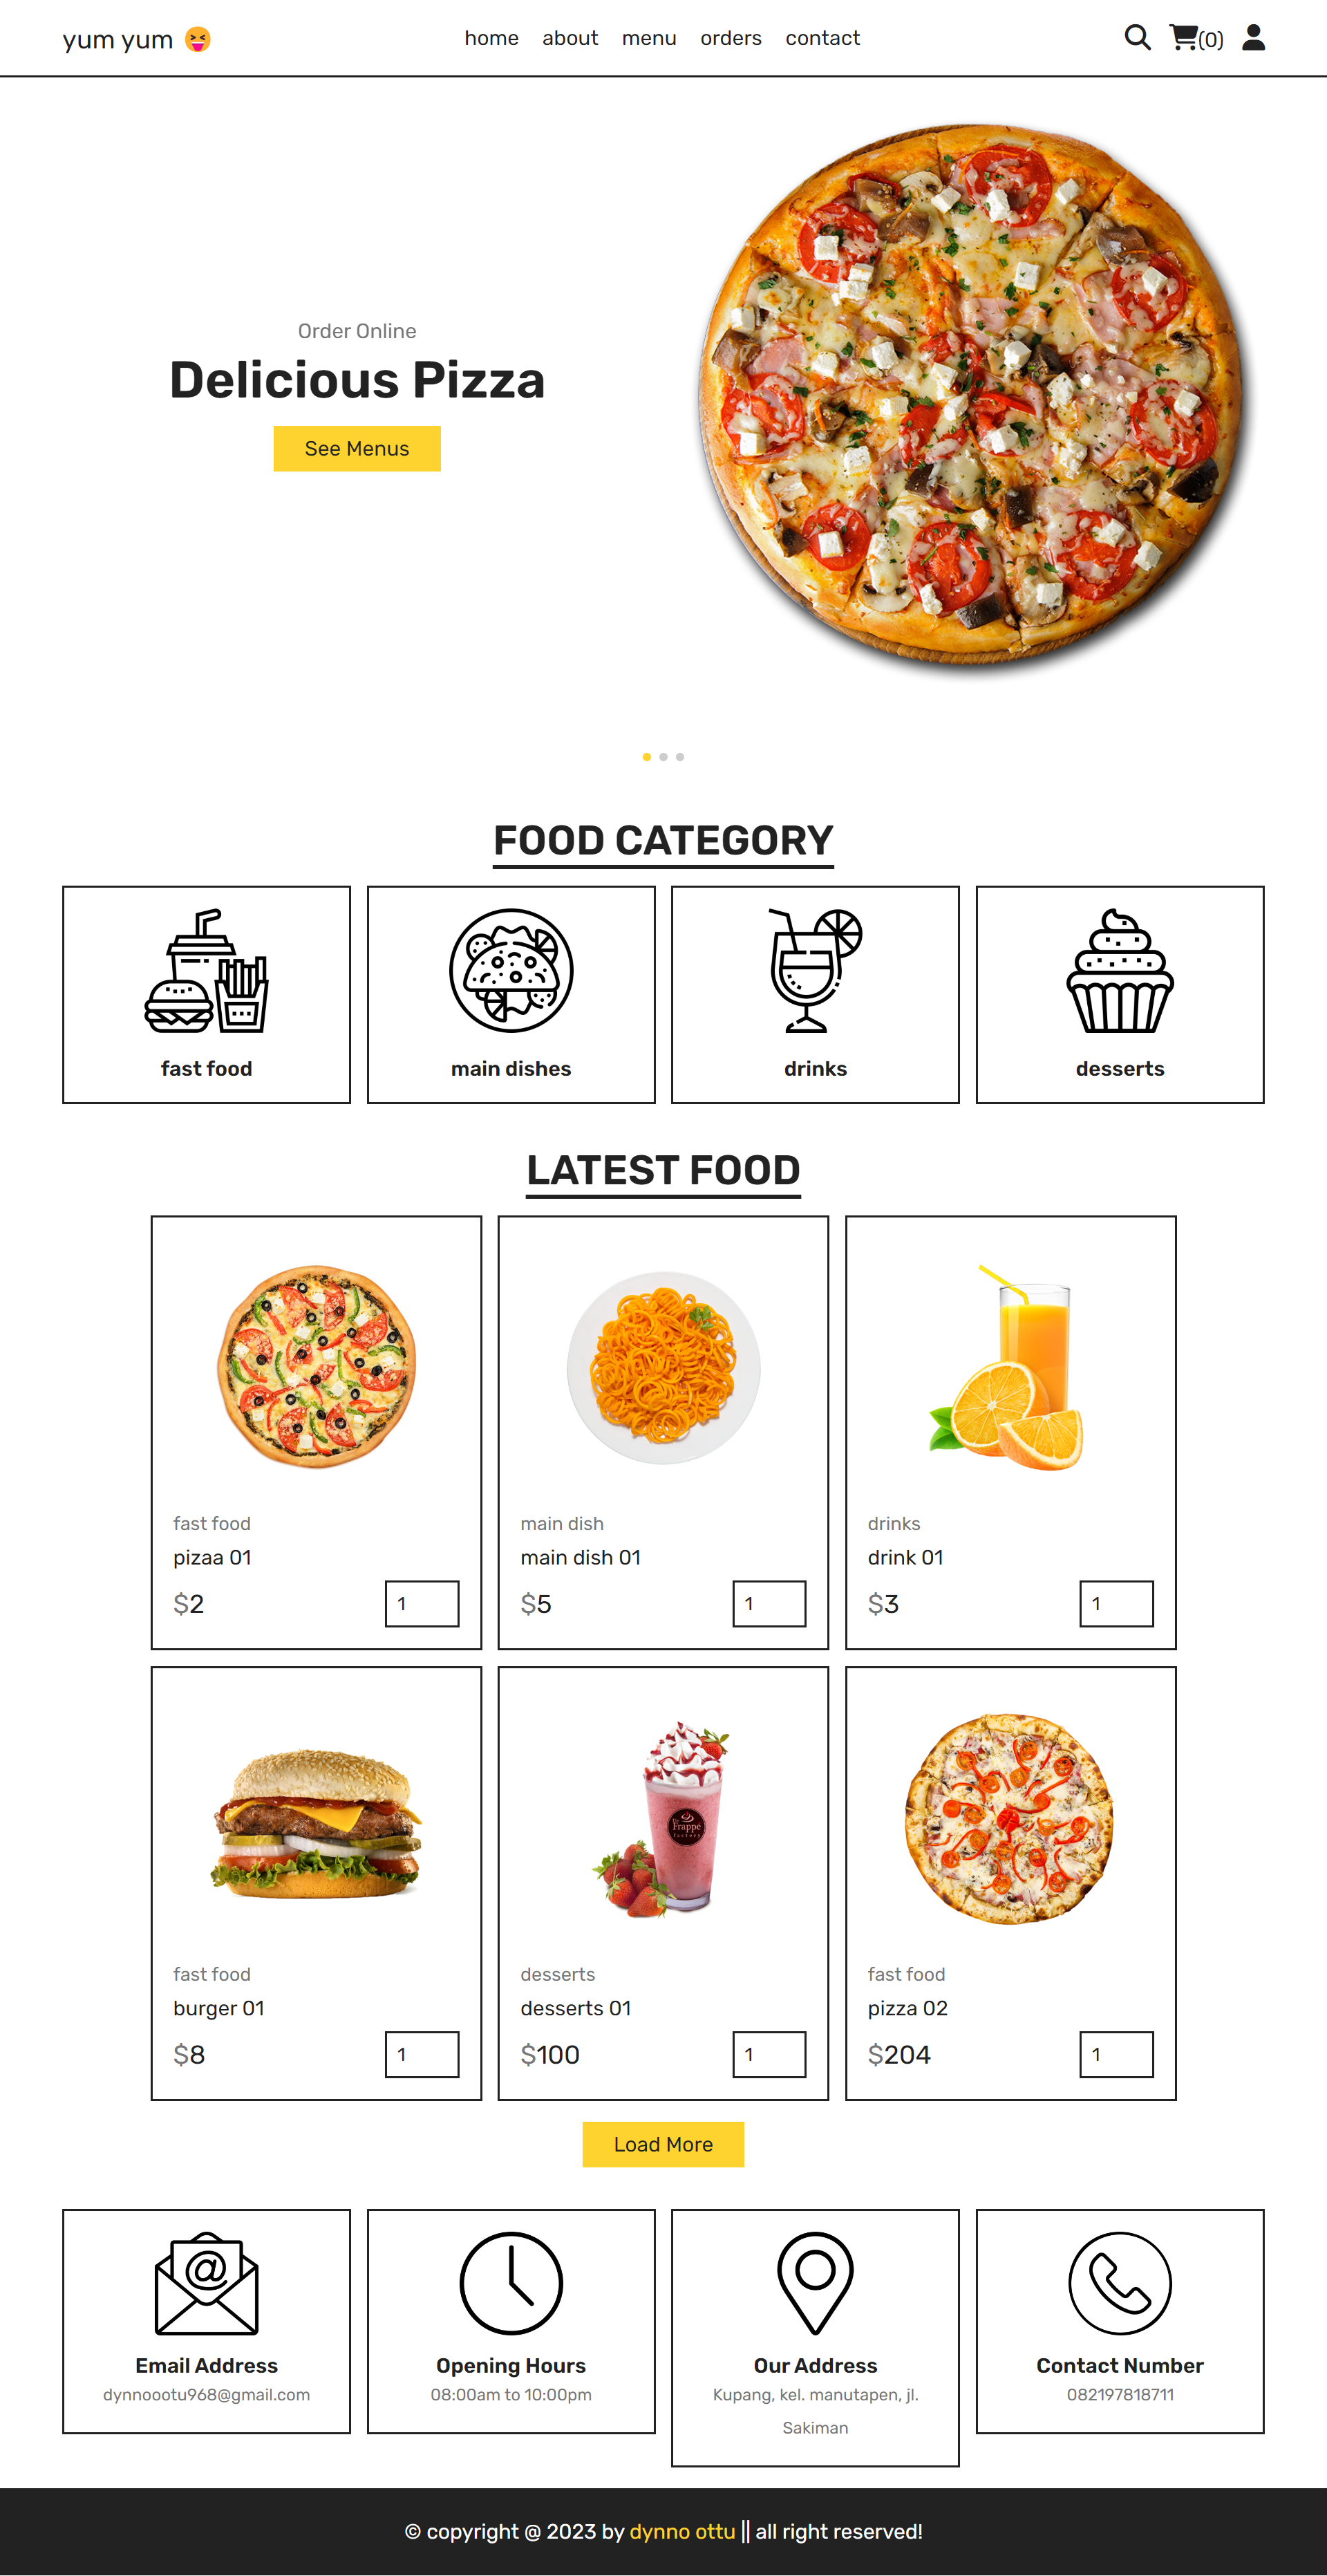 yum yum 😝
home about menu orders contact
(0)
Order Online
Delicious Pizza
See Menus
FOOD CATEGORY
fast food
main dishes
drinks
desserts
LATEST FOOD
fast food
pizaa 01
$2
1
main dish
main dish 01
$5
1
drinks
drink 01
$3
1
fast food
burger 01
$8
1
Frappé
factory
desserts
desserts 01
$100
1
fast food
pizza 02
$204
1
Load More
@
Email Address
dynnoootu968@gmail.com
Opening Hours
08:00am to 10:00pm
Our Address
Kupang, kel. manutapen, jl.
Sakiman
Contact Number
082197818711
© copyright @ 2023 by dynno ottu || all right reserved!